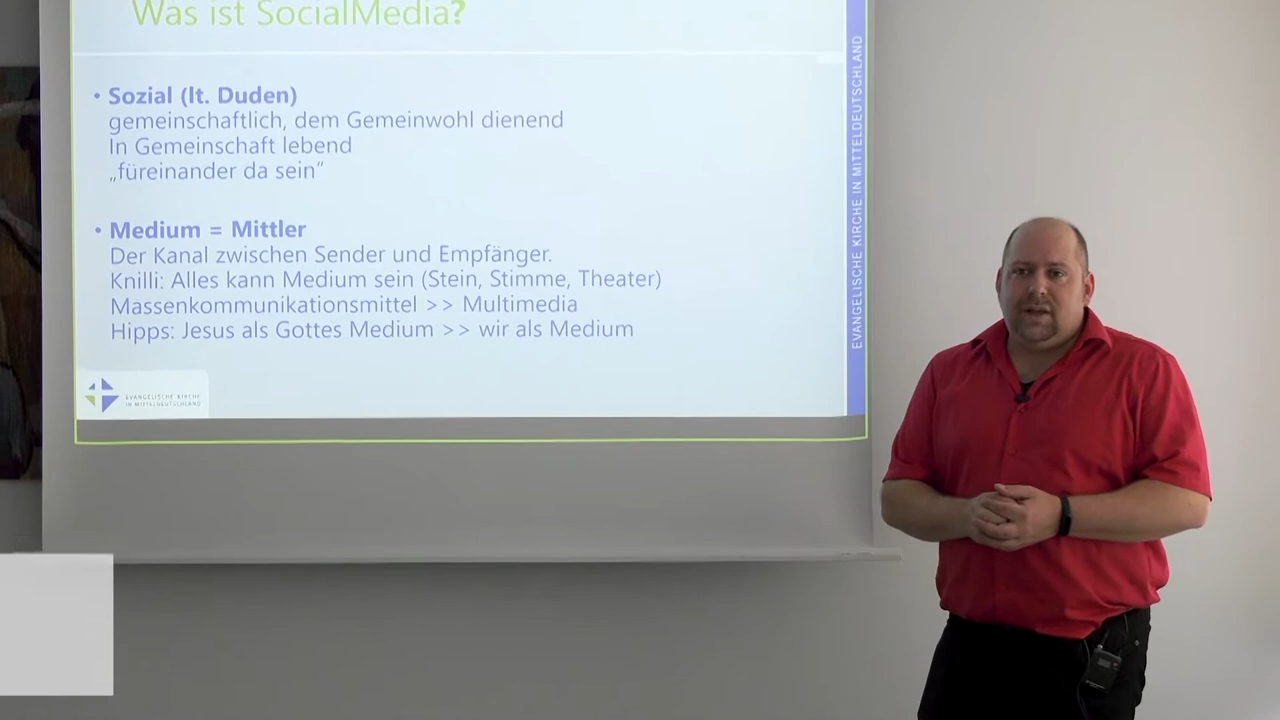 Was ist SocialMedia?
• Sozial (lt. Duden)
gemeinschaftlich, dem Gemeinwohl dienend
In Gemeinschaft lebend
„füreinander da sein“
• Medium = Mittler
Der Kanal zwischen Sender und Empfänger.
Knilli: Alles kann Medium sein (Stein, Stimme, Theater)
Massenkommunikationsmittel >> Multimedia
Hipps: Jesus als Gottes Medium >> wir als Medium
EVANGELISCHE KIRCHE
IN MITTELDEUTSCHLAND
EVANGELISCHE KIRCHE IN MITTELDEUTSCHLAND